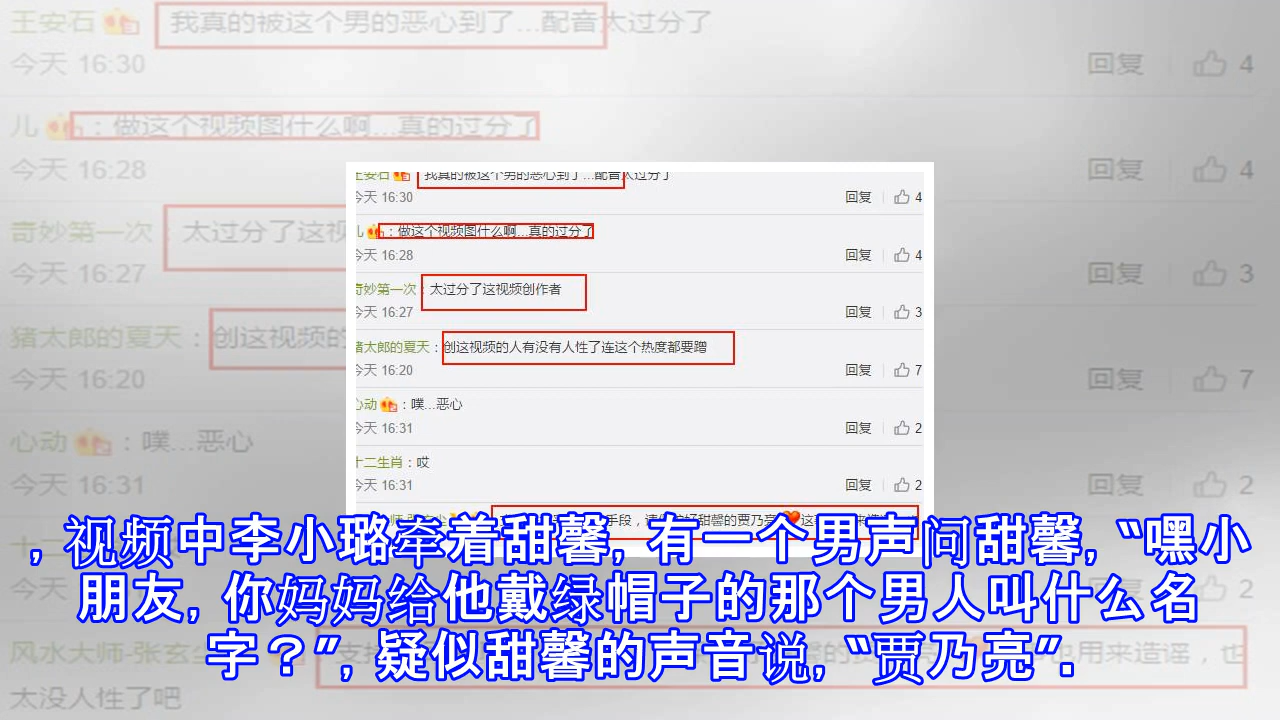 王安石：我真的被这个男的恶心到了...配音太过分了
今天 16:30 回复 4
儿：做这个视频图什么啊...真的过分了
今天 16:28 回复 4
奇妙第一次：太过分了这视频创作者
今天 16:27 回复 3
猪太郎的夏天：创这视频的人有没有人性了连这个热度都要蹭
今天 16:20 回复 7
心动：噗...恶心
今天 16:31 回复 2
十二生肖：哎
今天 16:31 回复 2
风水大师-张玄尘
太没人性了吧
，视频中李小璐牵着甜馨，有一个男声问甜馨，“嘿小
朋友，你妈妈给他戴绿帽子的那个男人叫什么名
字？”，疑似甜馨的声音说，“贾乃亮”．